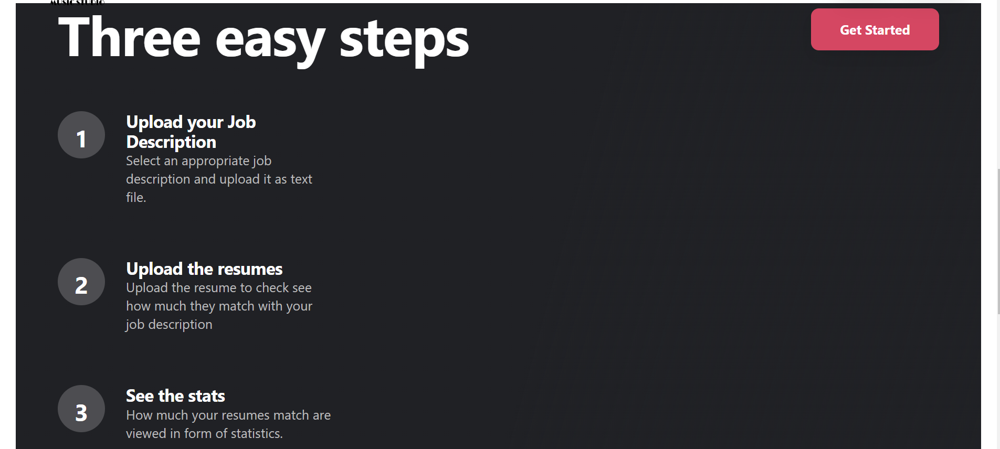 MUSIC STUDIO
Three easy steps
Get Started
1
Upload your Job
Description
Select an appropriate job
description and upload it as text
file.
2
Upload the resumes
Upload the resume to check see
how much they match with your
job description
3
See the stats
How much your resumes match are
viewed in form of statistics.